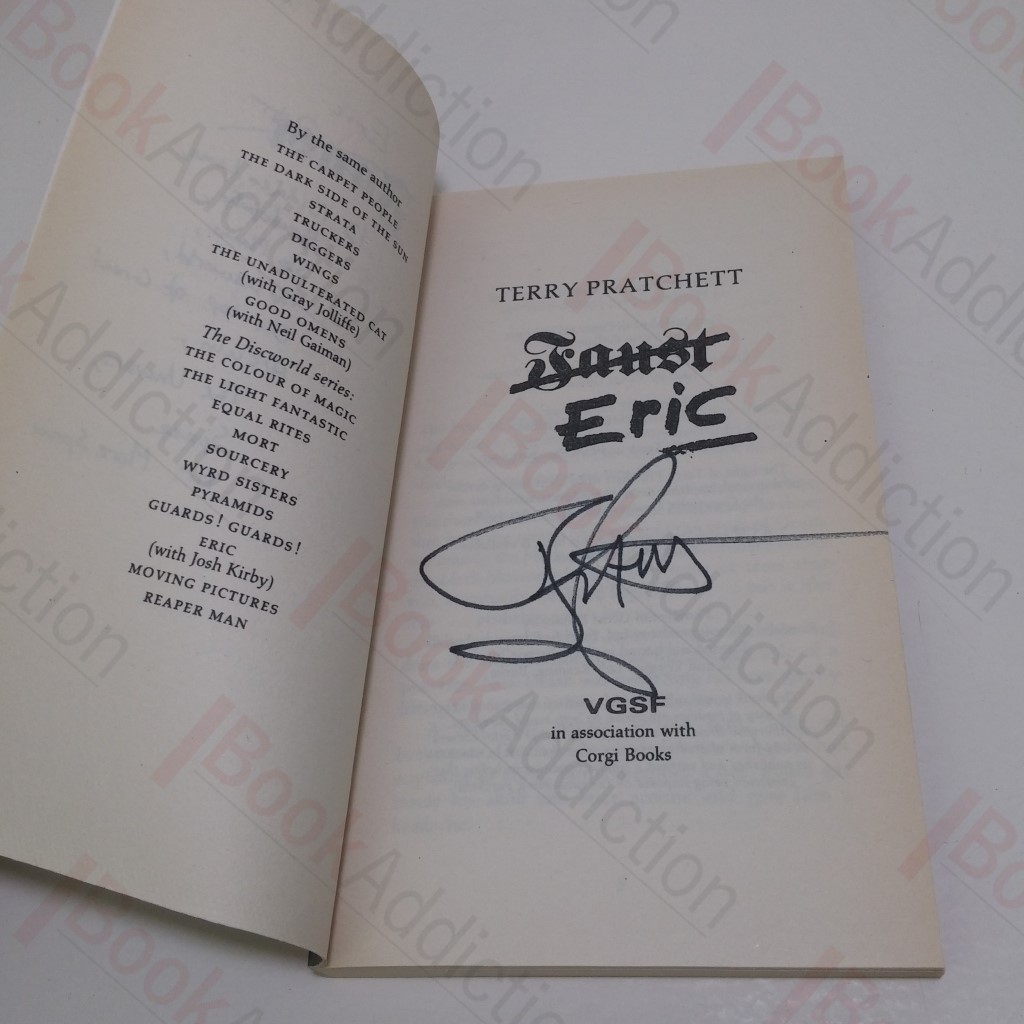 By the same author
THE CARPET PEOPLE
THE DARK SIDE OF THE SUN
STRATA
TRUCKERS
DIGGERS
WINGS
THE UNADULTERATED CAT
(with Gray Jolliffe)
GOOD OMENS
(with Neil Gaiman)
The Discworld series:
THE COLOUR OF MAGIC
THE LIGHT FANTASTIC
EQUAL RITES
MORT
SOURCERY
WYRD SISTERS
PYRAMIDS
GUARDS! GUARDS!
ERIC
(with Josh Kirby)
MOVING PICTURES
REAPER MAN
TERRY PRATCHETT
Faust
Eric
VGSF
in association with
Corgi Books
BookAddiction